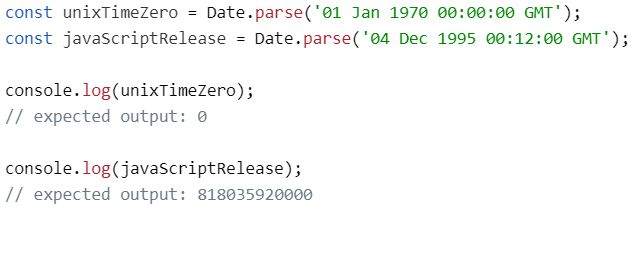 const unixTimeZero = Date.parse('01 Jan 1970 00:00:00 GMT');
const javaScriptRelease = Date.parse('04 Dec 1995 00:12:00 GMT');
console.log(unixTimeZero);
// expected output: 0
console.log(javaScriptRelease);
// expected output: 818035920000